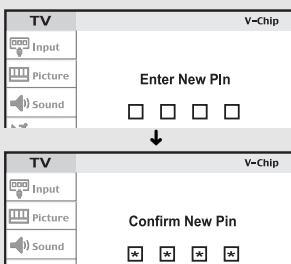 TV V-Chip
Input
Picture
Enter New PIn
Sound
TV V-Chip
Input
Picture
Confirm New Pin
Sound
* * * *